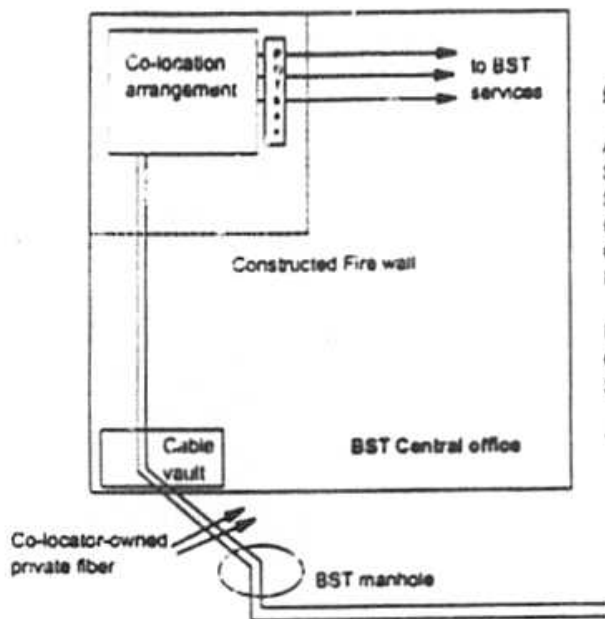 Co-location
arrangement
to BST
services
Constructed Fire wall
Cable
vault
BST Central office
Co-locator-owned
private fiber
BST manhole